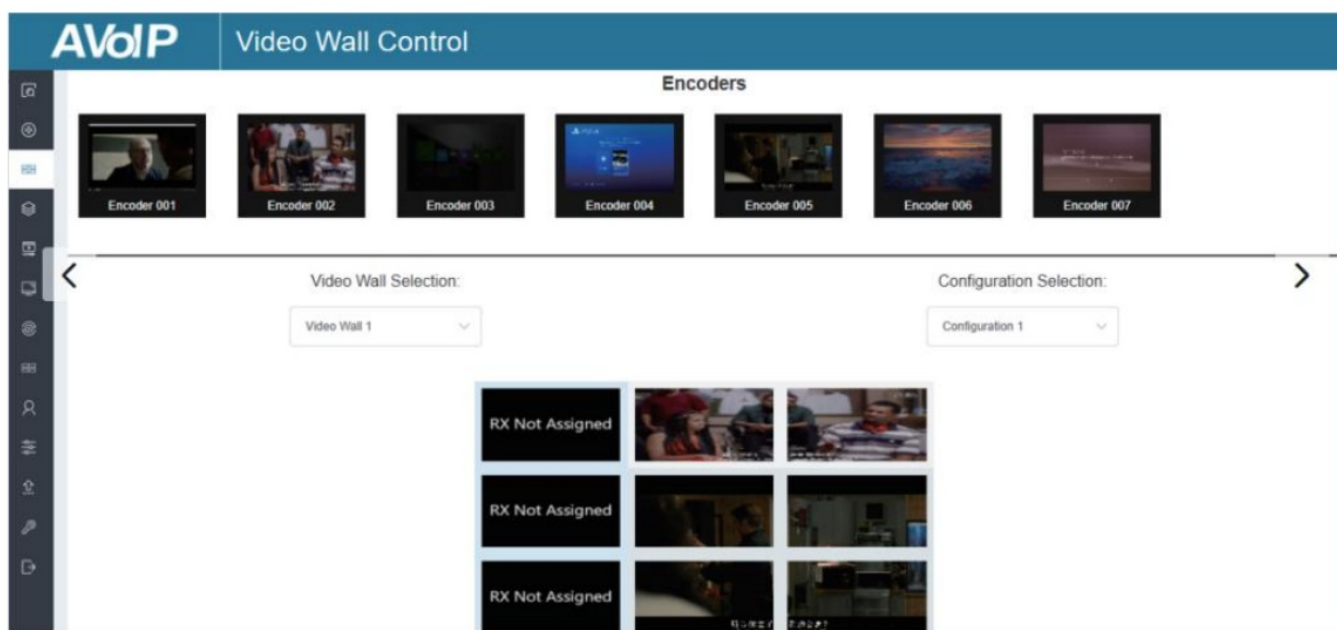 AVoIP
Video Wall Control
Encoders
Encoder 001
Encoder 002
Encoder 003
Encoder 004
Encoder 005
Encoder 006
Encoder 007
Video Wall Selection:
Configuration Selection:
Video Wall 1
Configuration 1
RX Not Assigned
RX Not Assigned
RX Not Assigned